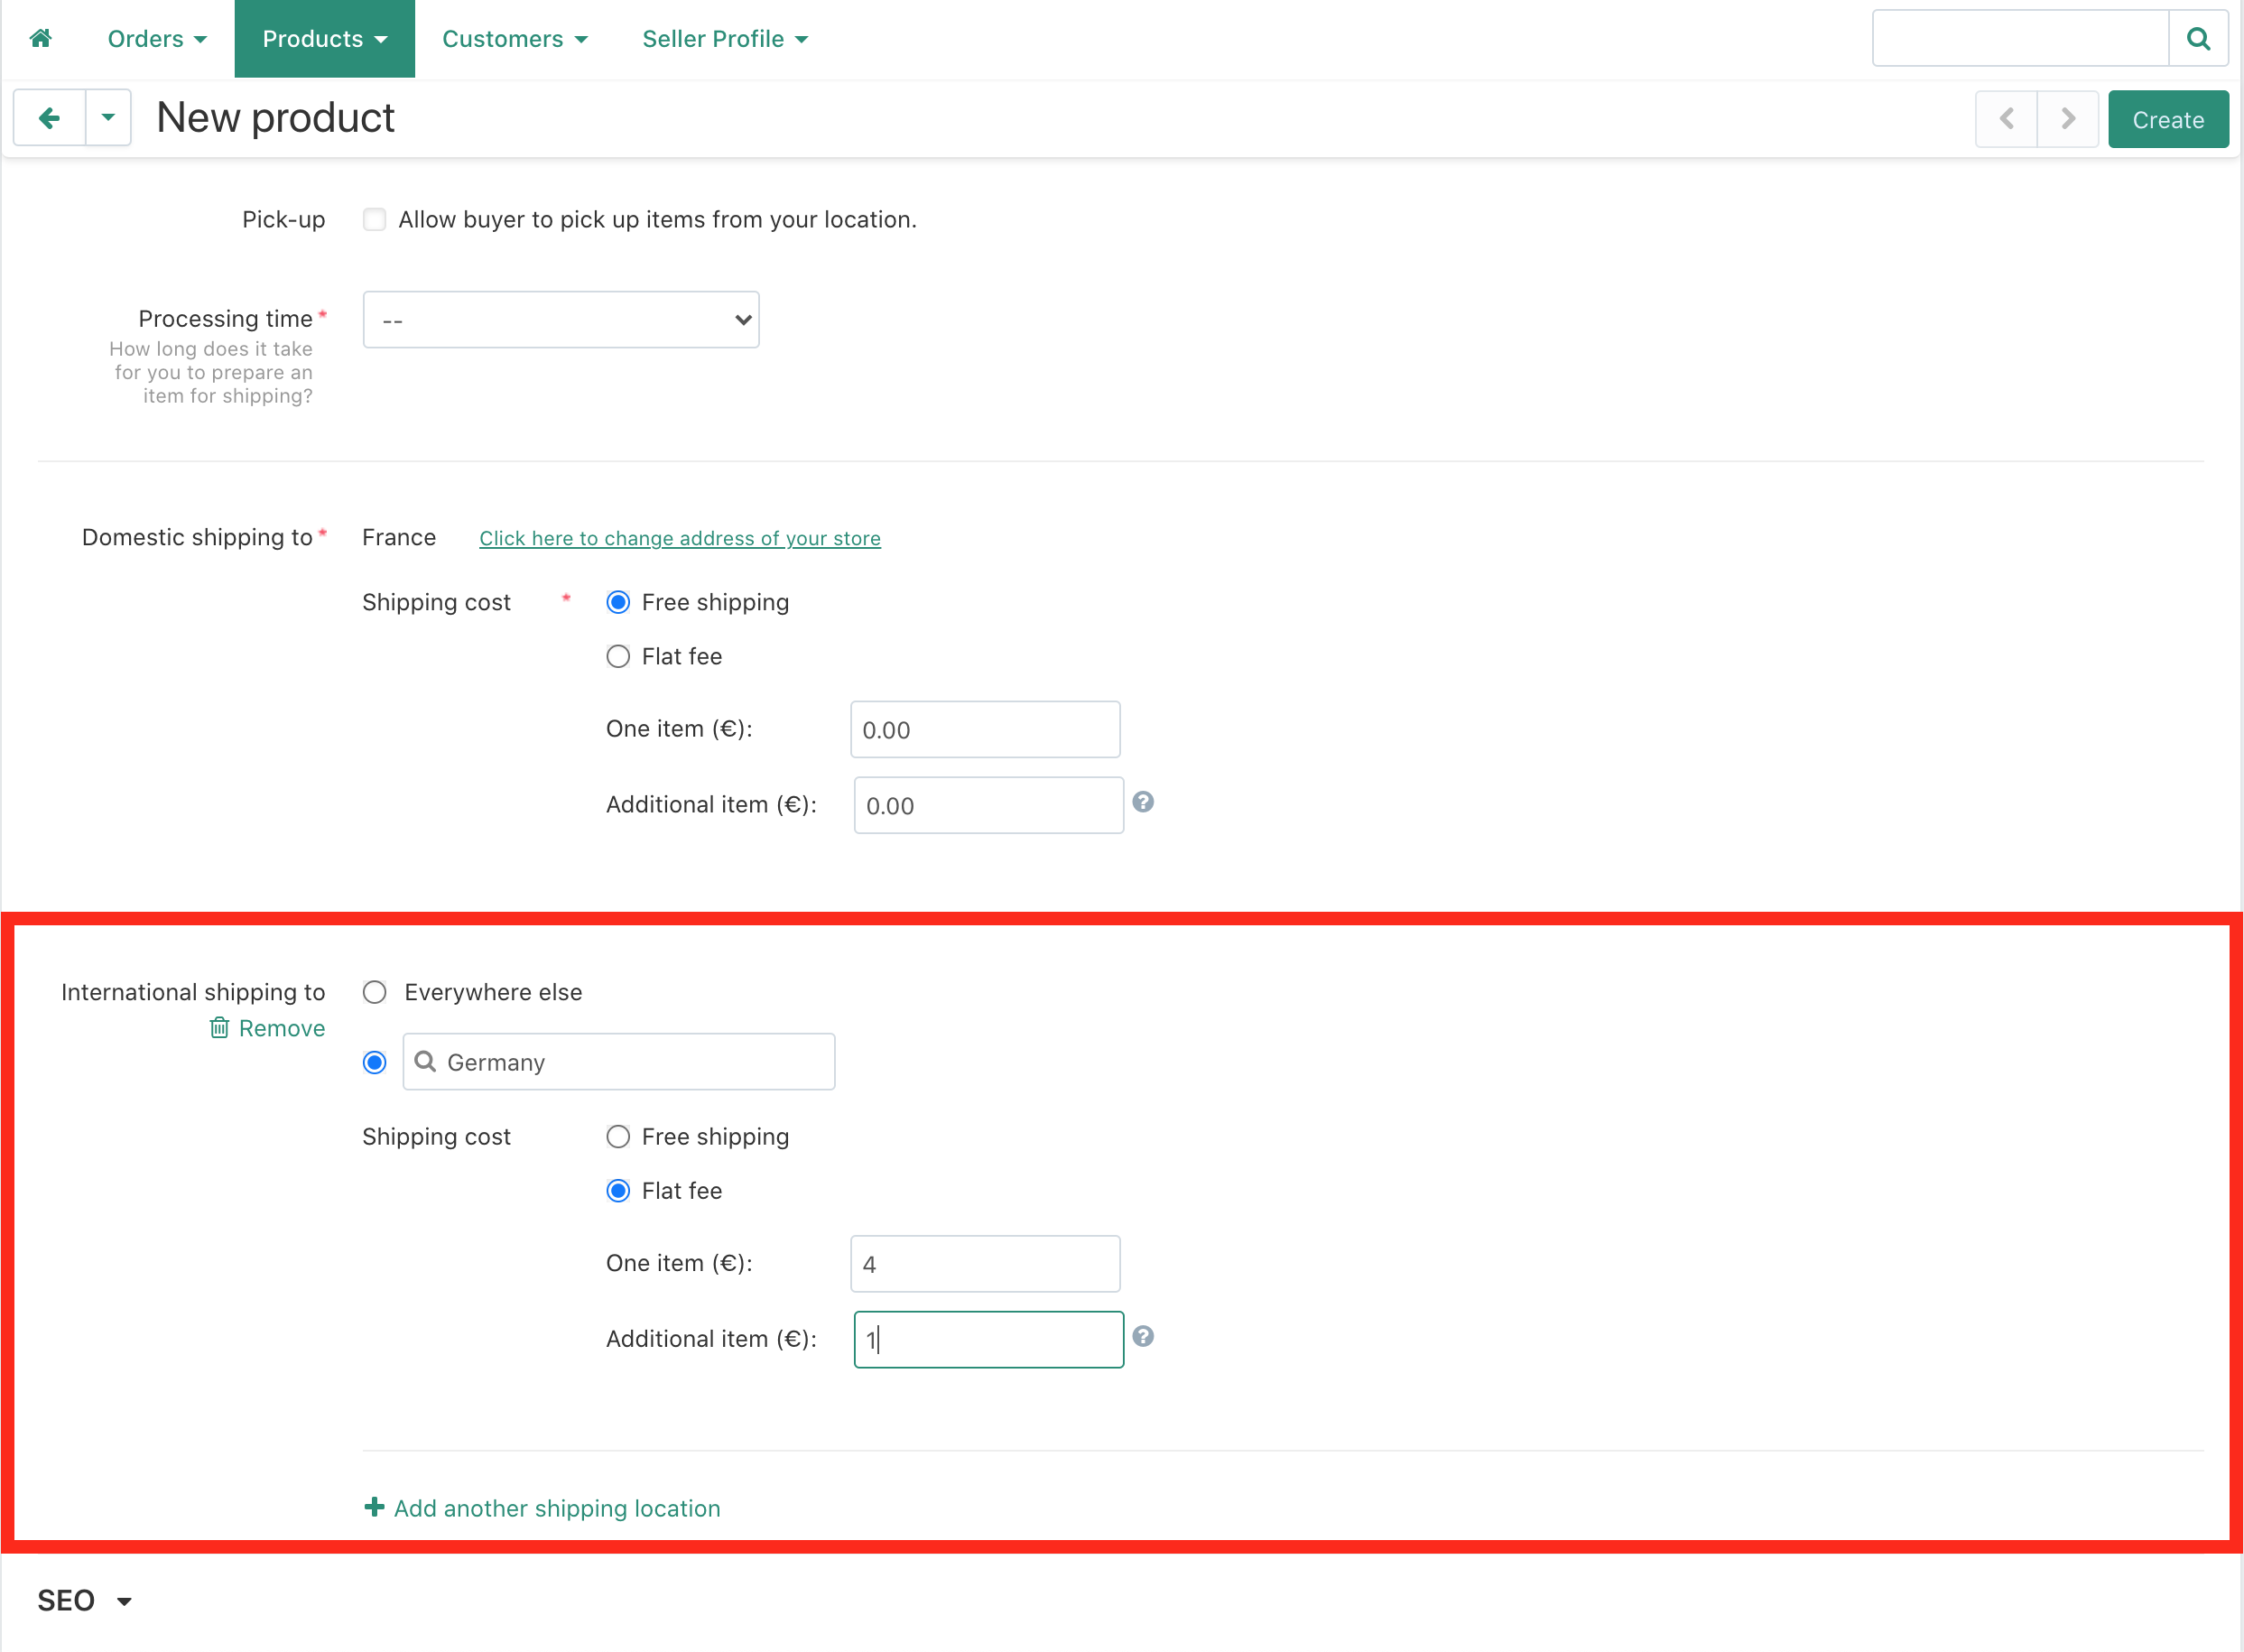 Orders Products Customers Seller Profile
New product Create
Pick-up Allow buyer to pick up items from your location.
Processing time* --
How long does it take
for you to prepare an
item for shipping?
Domestic shipping to* France Click here to change address of your store
Shipping cost * Free shipping
Flat fee
One item (€): 0.00
Additional item (€): 0.00 ?
International shipping to Everywhere else
Remove
Germany
Shipping cost Free shipping
Flat fee
One item (€): 4
Additional item (€): 1 ?
+ Add another shipping location
SEO